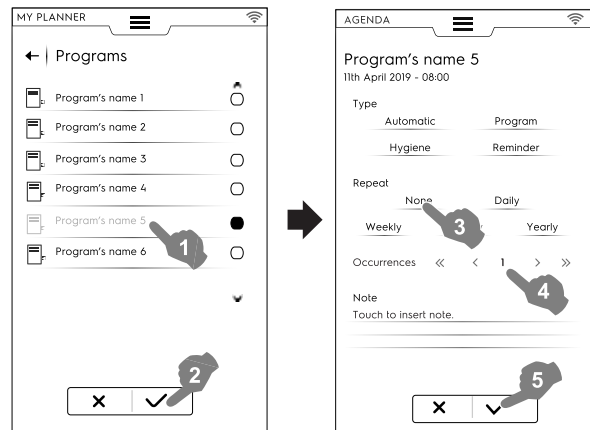 MY PLANNER
Programs
Program's name 1
Program's name 2
Program's name 3
Program's name 4
Program's name 5
Program's name 6
1
2
AGENDA
Program's name 5
11th April 2019 - 08:00
Type
Automatic Program
Hygiene Reminder
Repeat
None Daily
Weekly Yearly
Occurrences « < 1 > »
Note
Touch to insert note.
3
4
5